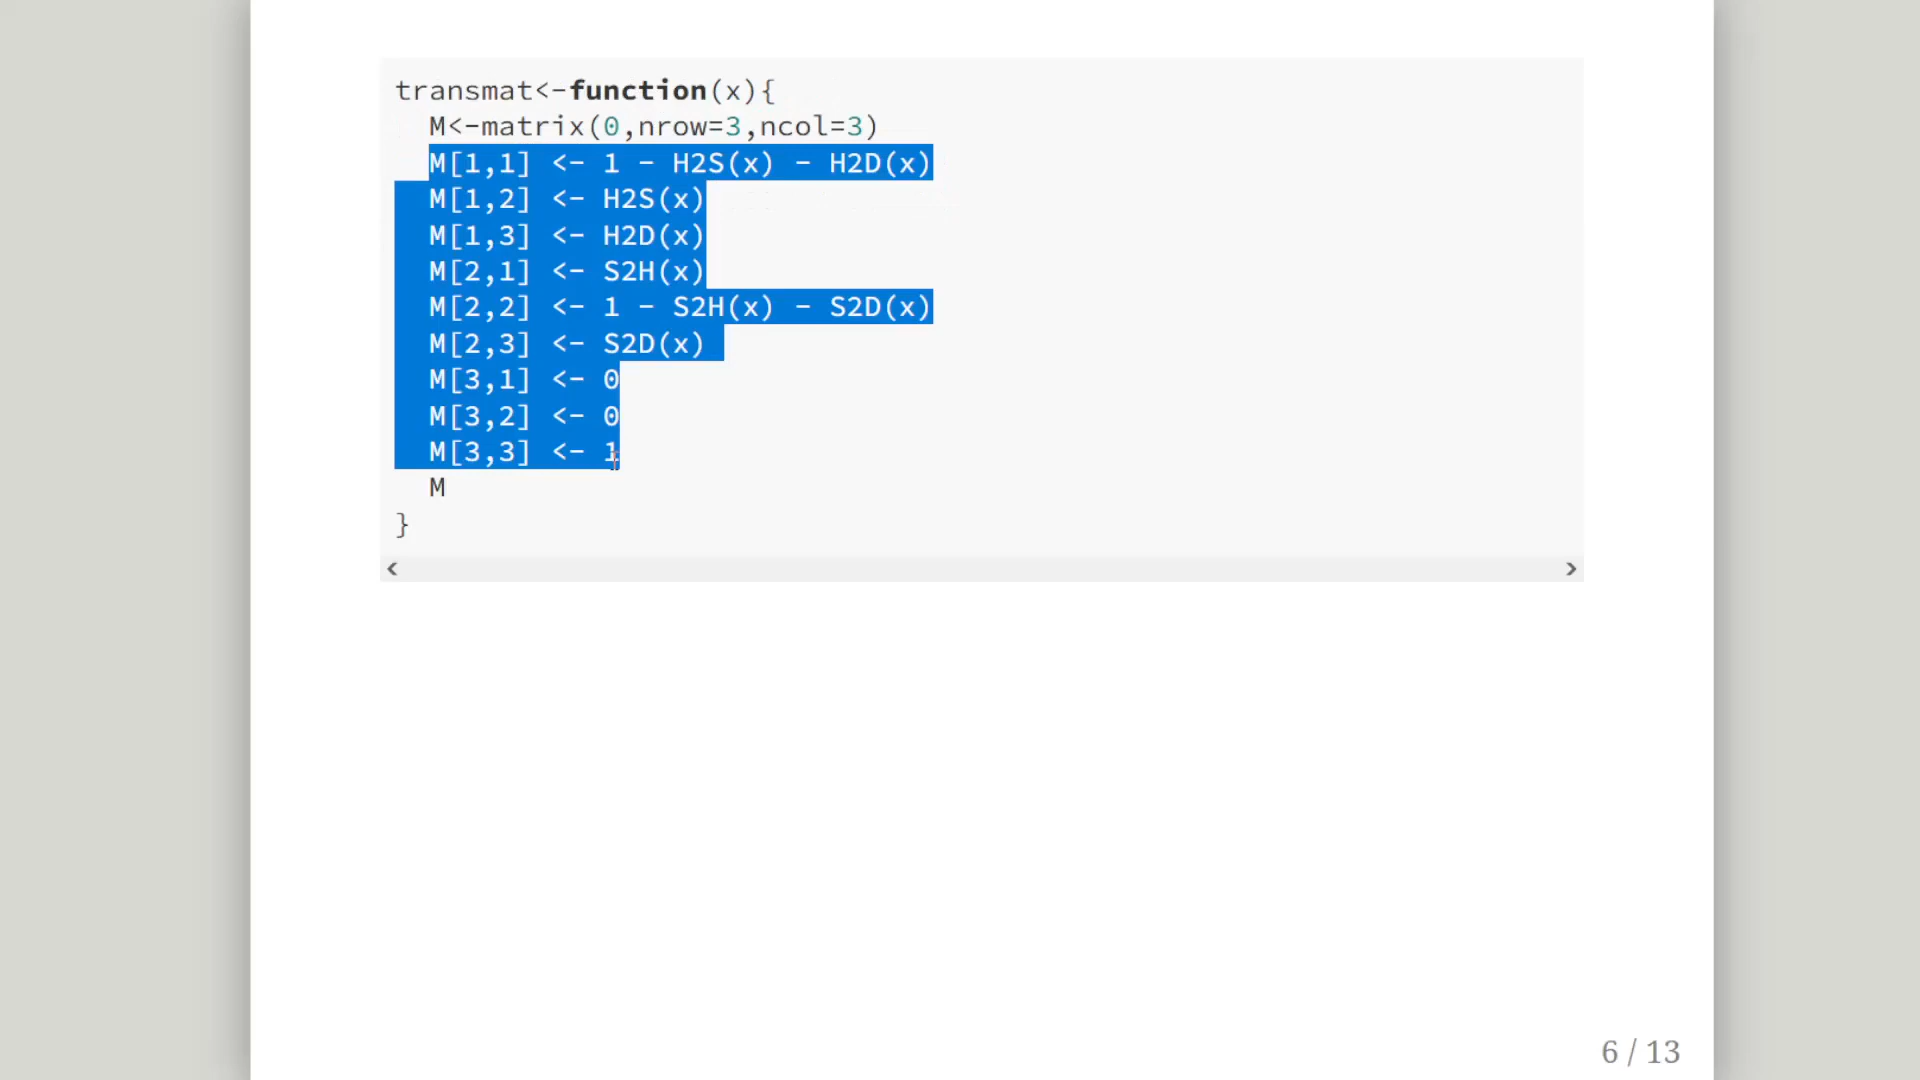 transmat<-function(x){
  M<-matrix(0,nrow=3,ncol=3)
  M[1,1] <- 1 - H2S(x) - H2D(x)
  M[1,2] <- H2S(x)
  M[1,3] <- H2D(x)
  M[2,1] <- S2H(x)
  M[2,2] <- 1 - S2H(x) - S2D(x)
  M[2,3] <- S2D(x)
  M[3,1] <- 0
  M[3,2] <- 0
  M[3,3] <- 1
  M
}
6 / 13